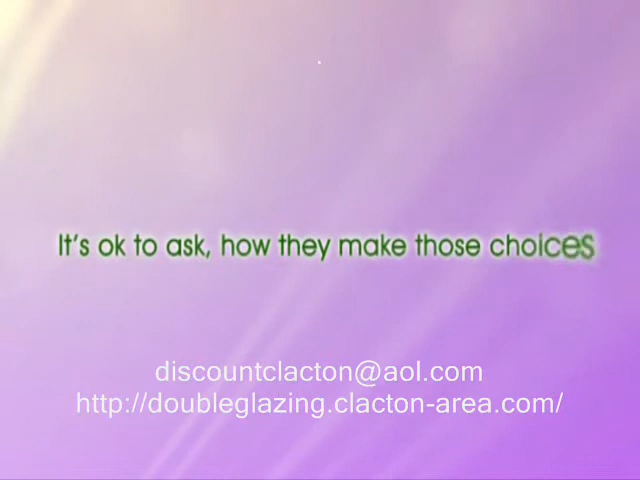 It's ok to ask, how they make those choices
discountclacton@aol.com
http://doubleglazing.clacton-area.com/